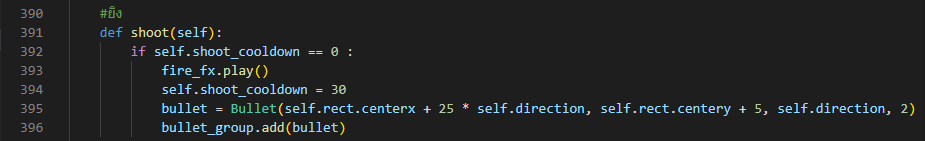 390 #ยิง
391 def shoot(self):
392 if self.shoot_cooldown == 0 :
393 fire_fx.play()
394 self.shoot_cooldown = 30
395 bullet = Bullet(self.rect.centerx + 25 * self.direction, self.rect.centery + 5, self.direction, 2)
396 bullet_group.add(bullet)